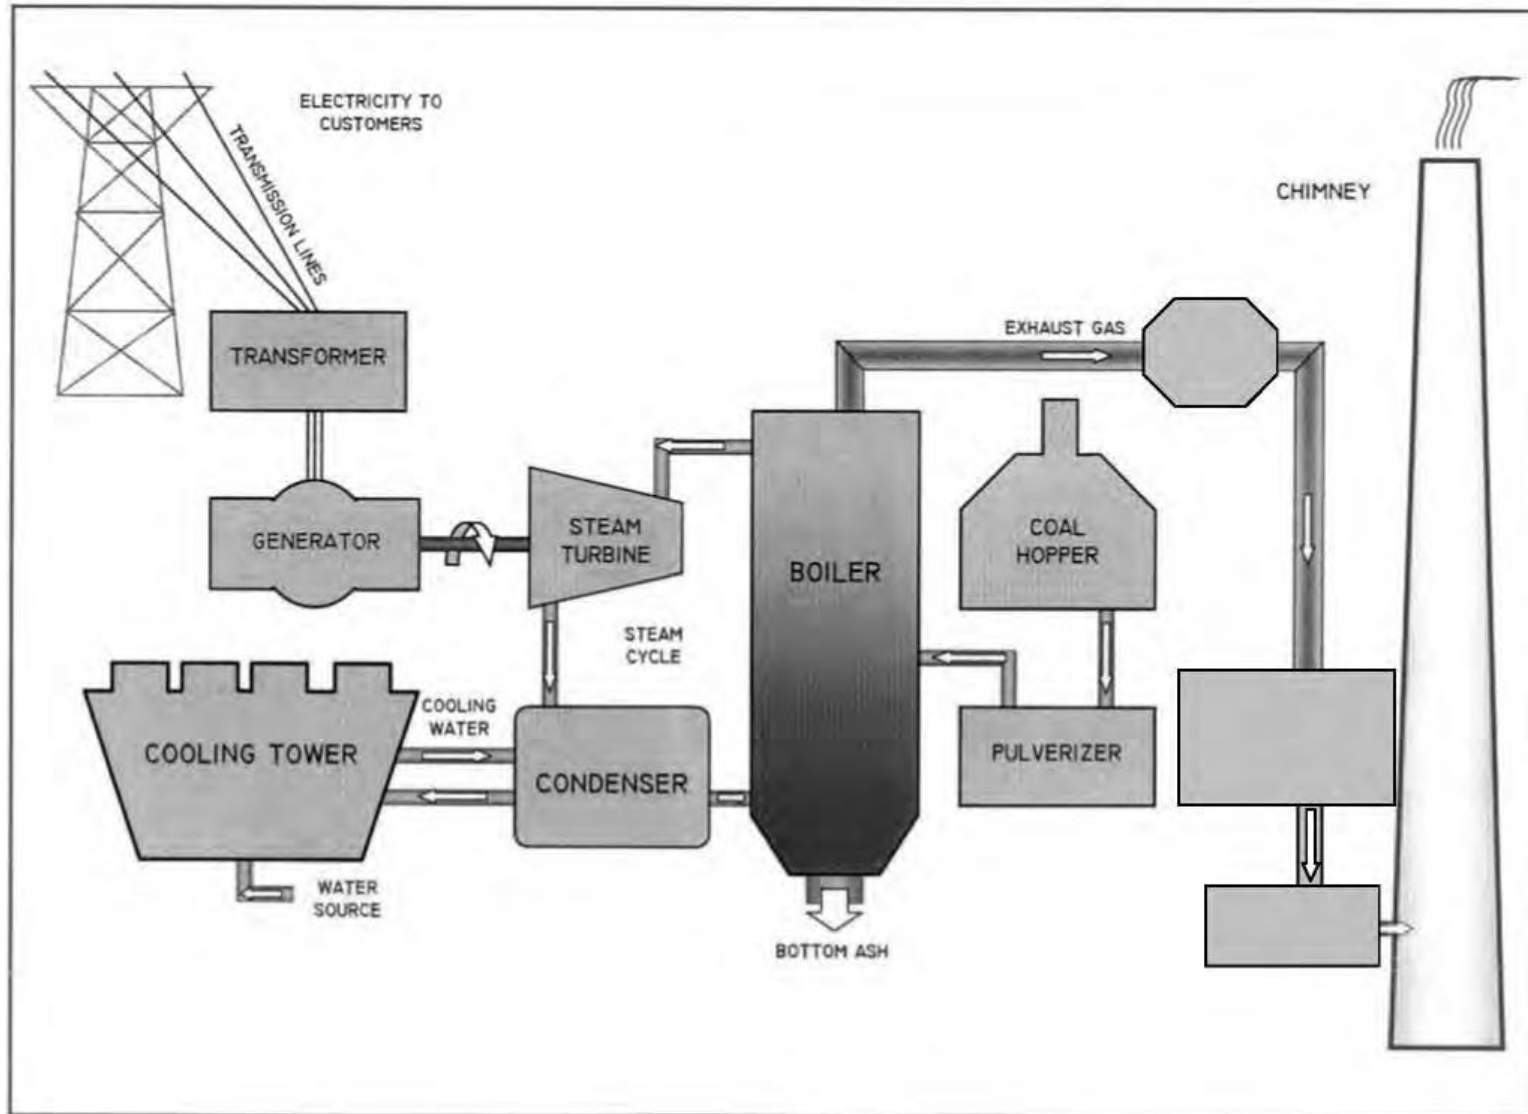 ELECTRICITY TO
CUSTOMERS
TRANSMISSION LINES
CHIMNEY
TRANSFORMER
EXHAUST GAS
GENERATOR
STEAM
TURBINE
BOILER
COAL
HOPPER
STEAM
CYCLE
COOLING
WATER
COOLING TOWER
CONDENSER
PULVERIZER
WATER
SOURCE
BOTTOM ASH